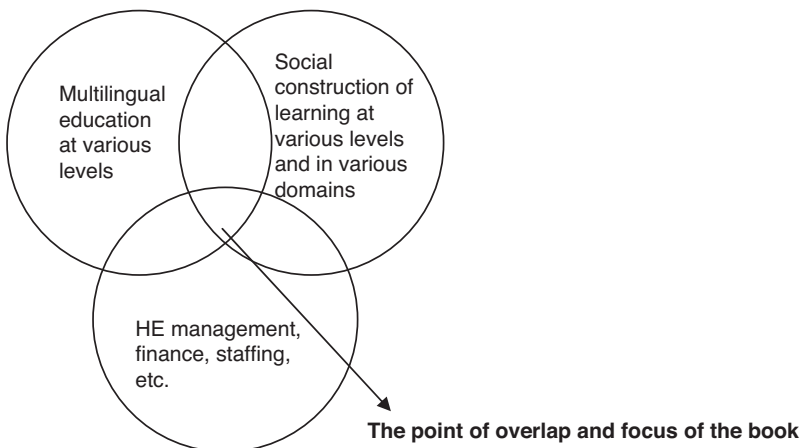 Multilingual
education
at various
levels
Social
construction of
learning at
various levels
and in various
domains
HE management,
finance, staffing,
etc.
The point of overlap and focus of the book